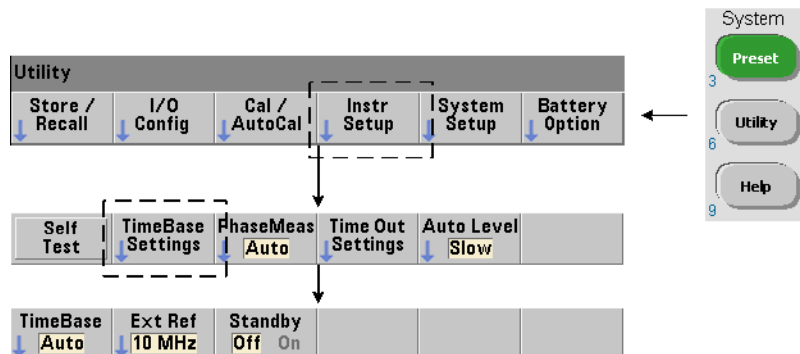 System
Preset
3
Utility
6
Help
9
Utility
Store / Recall
I/O Config
Cal / AutoCal
Instr Setup
System Setup
Battery Option
Self Test
TimeBase Settings
PhaseMeas Auto
Time Out Settings
Auto Level Slow
TimeBase Auto
Ext Ref 10 MHz
Standby Off On